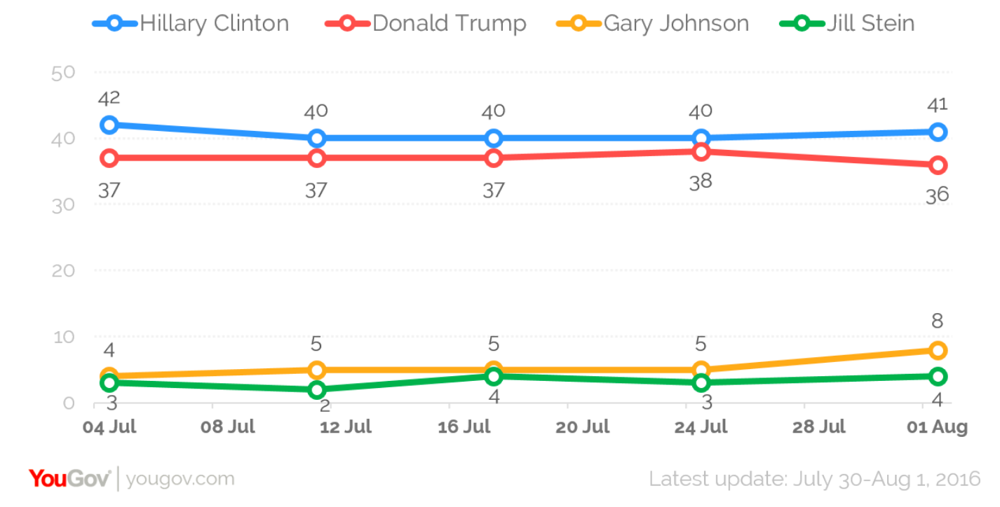 Hillary Clinton Donald Trump Gary Johnson Jill Stein
50
42
40 40 40 41
40
37 37 37 38 36
30
20
10
4 5 5 5 8
0
3 2 4 3 4
04 Jul 08 Jul 12 Jul 16 Jul 20 Jul 24 Jul 28 Jul 01 Aug
YouGov® | yougov.com Latest update: July 30-Aug 1, 2016